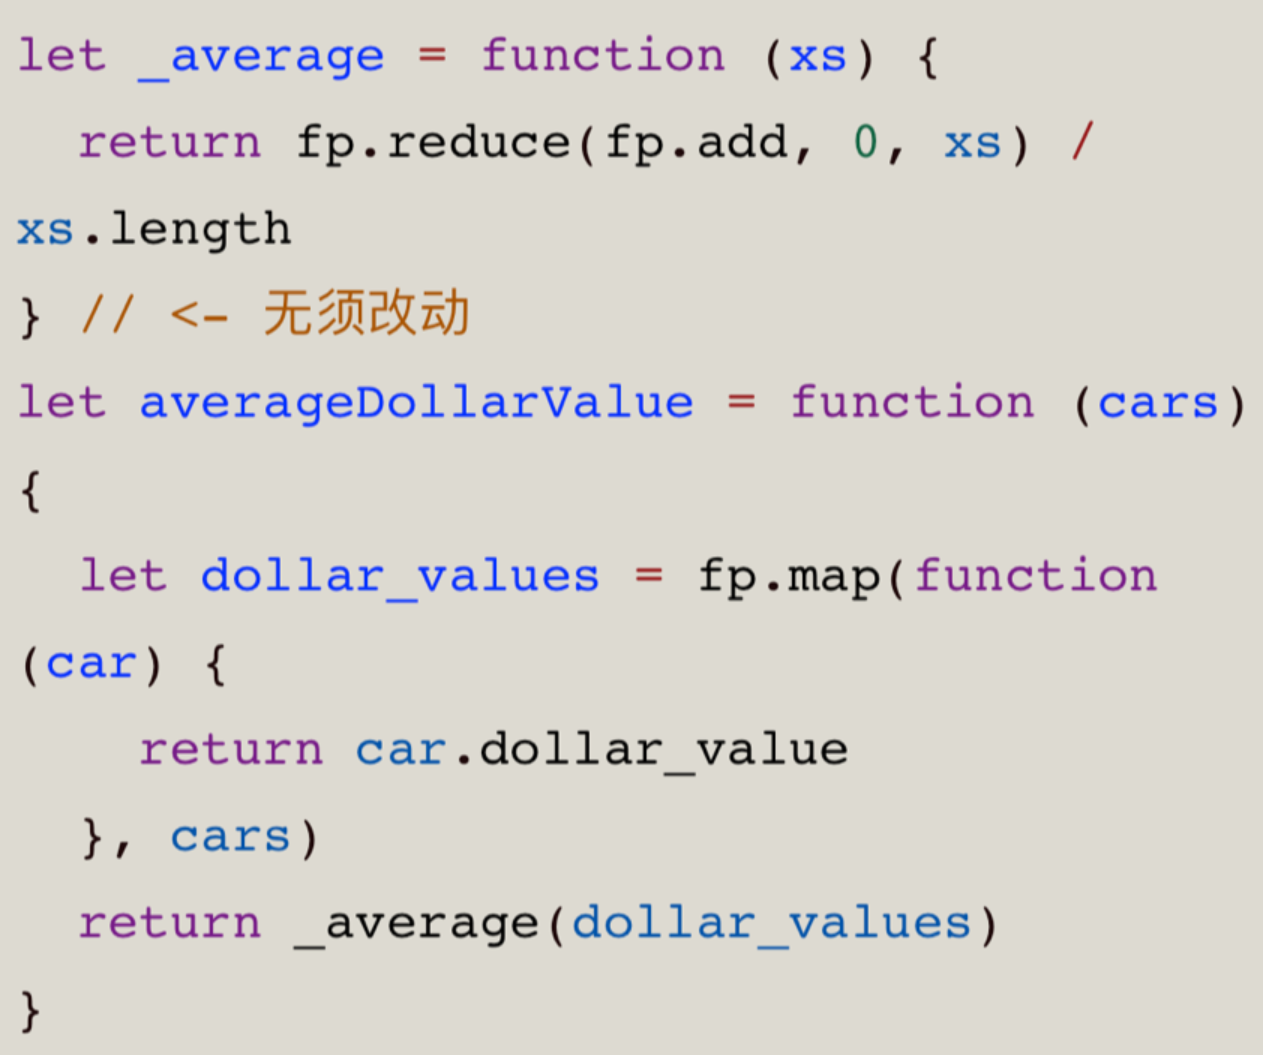 let _average = function (xs) {
  return fp.reduce(fp.add, 0, xs) /
xs.length
} // <- 无须改动
let averageDollarValue = function (cars)
{
  let dollar_values = fp.map(function
(car) {
    return car.dollar_value
  }, cars)
  return _average(dollar_values)
}